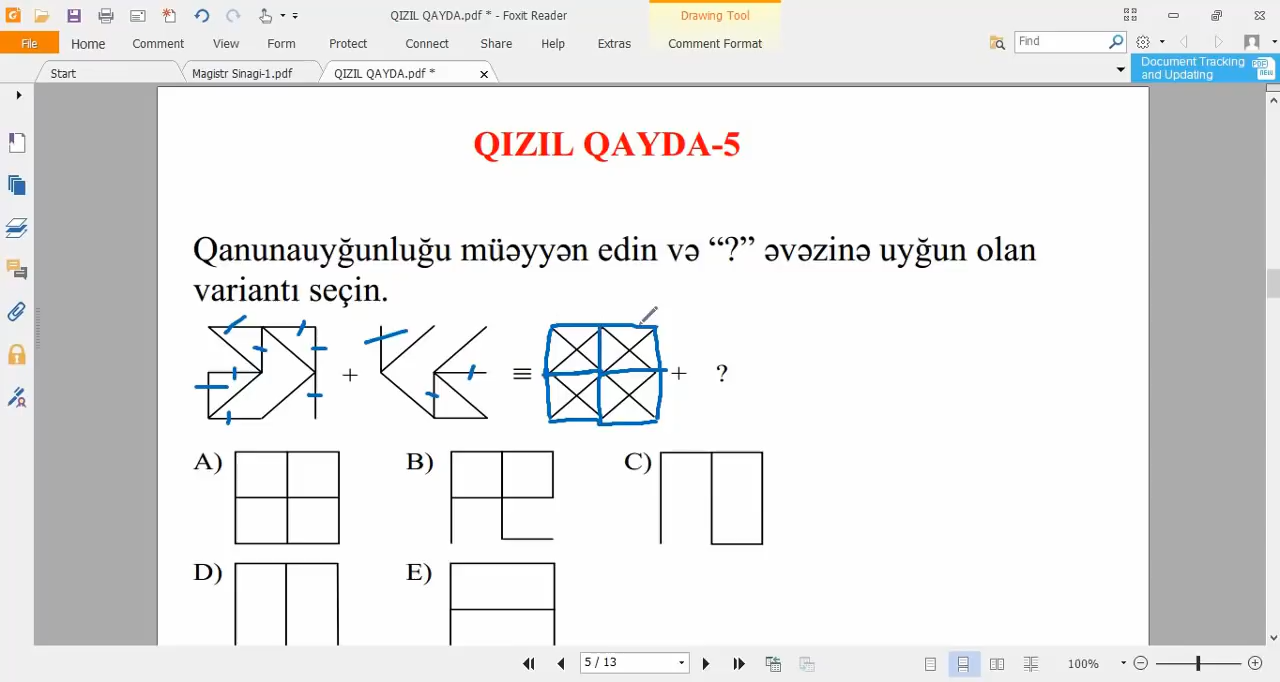 QIZIL QAYDA.pdf * - Foxit Reader
Drawing Tool
File Home Comment View Form Protect Connect Share Help Extras Comment Format
Find
Document Tracking
and Updating
Start Magistr Sinagi-1.pdf QIZIL QAYDA.pdf *
QIZIL QAYDA-5
Qanunauyğunluğu müəyyən edin və “?” əvəzinə uyğun olan
variantı seçin.
+ ≡ + ?
A) B) C)
D) E)
5 / 13
100%